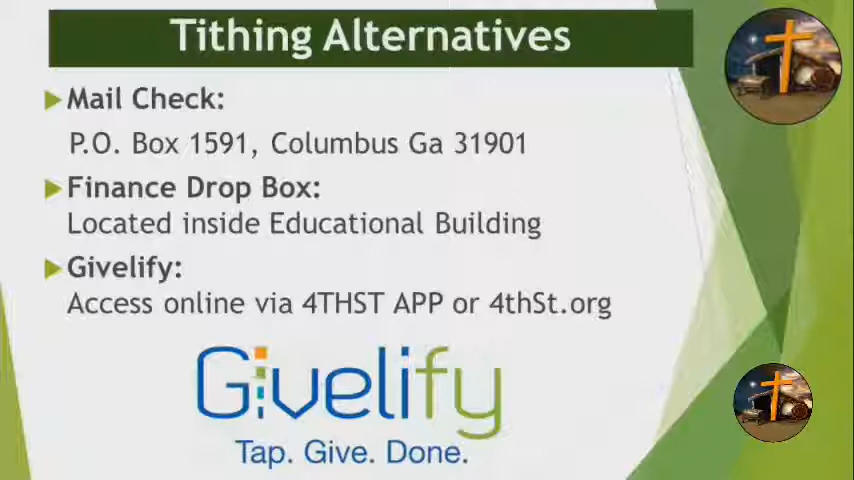 Tithing Alternatives
Mail Check:
P.O. Box 1591, Columbus Ga 31901
Finance Drop Box:
Located inside Educational Building
Givelify:
Access online via 4THST APP or 4thSt.org
Givelify
Tap. Give. Done.